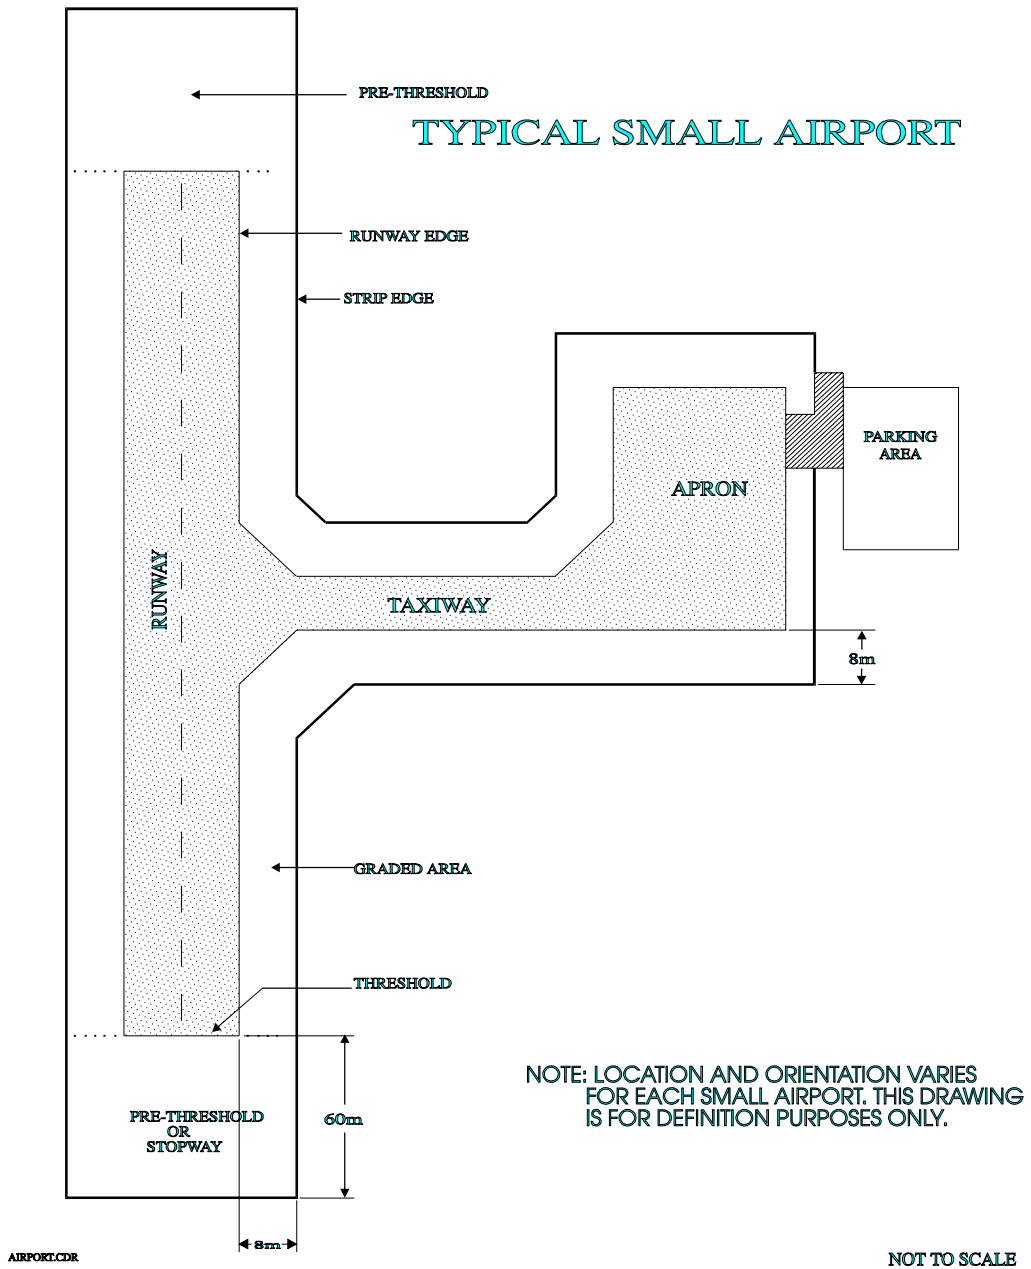 PRE-THRESHOLD
TYPICAL SMALL AIRPORT
RUNWAY EDGE
STRIP EDGE
PARKING
AREA
APRON
RUNWAY
TAXIWAY
8m
GRADED AREA
THRESHOLD
NOTE: LOCATION AND ORIENTATION VARIES
FOR EACH SMALL AIRPORT. THIS DRAWING
IS FOR DEFINITION PURPOSES ONLY.
PRE-THRESHOLD
OR
STOPWAY
60m
8m
AIRPORT.CDR
NOT TO SCALE